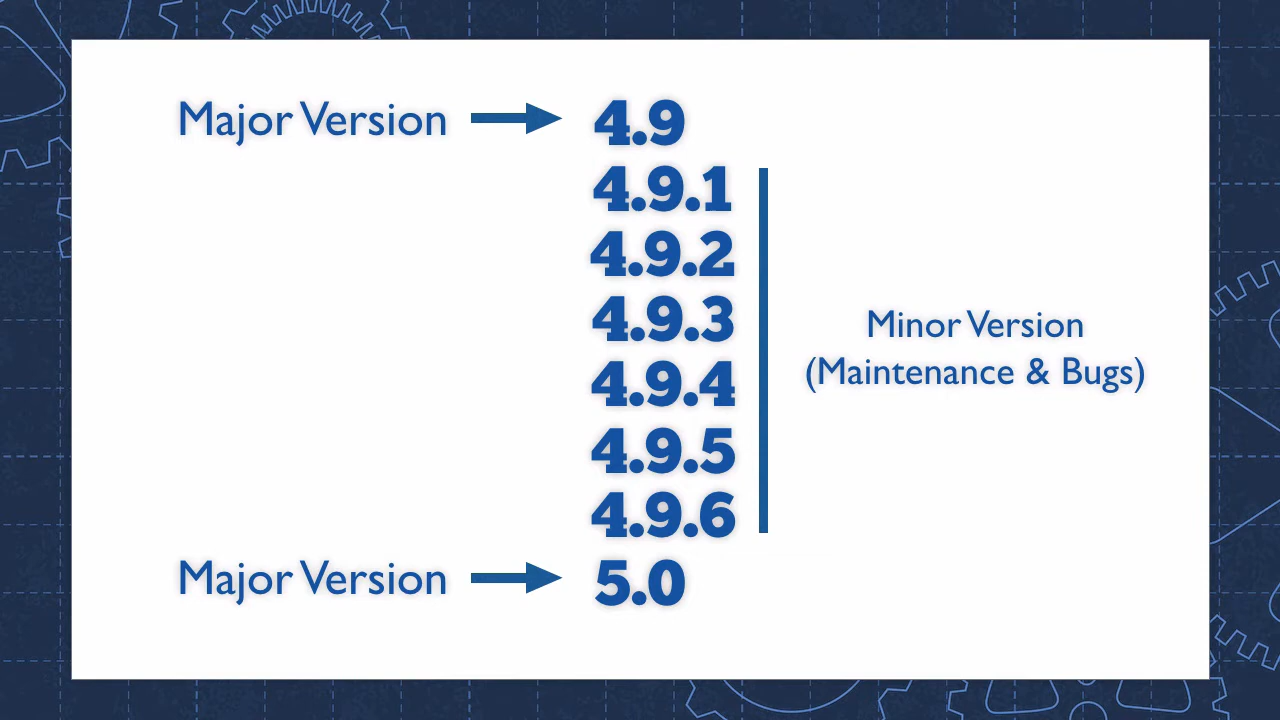 Major Version
4.9
4.9.1
4.9.2
4.9.3
4.9.4
4.9.5
4.9.6
Minor Version
(Maintenance & Bugs)
Major Version
5.0